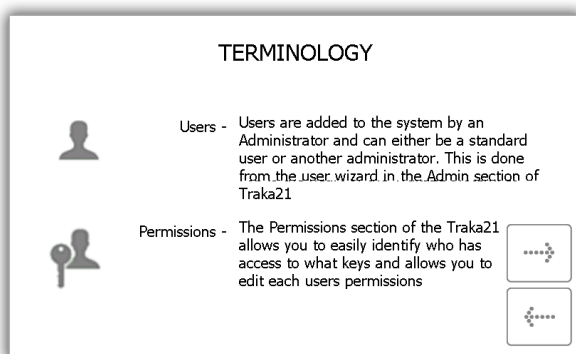 TERMINOLOGY
Users - Users are added to the system by an
Administrator and can either be a standard
user or another administrator. This is done
from the user wizard in the Admin section of
Traka21
Permissions - The Permissions section of the Traka21
allows you to easily identify who has
access to what keys and allows you to
edit each users permissions